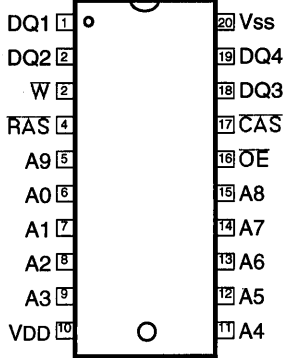 DQ1 1 20 Vss
DQ2 2 19 DQ4
W 2 18 DQ3
RAS 4 17 CAS
A9 5 16 OE
A0 6 15 A8
A1 7 14 A7
A2 8 13 A6
A3 9 12 A5
VDD 10 11 A4